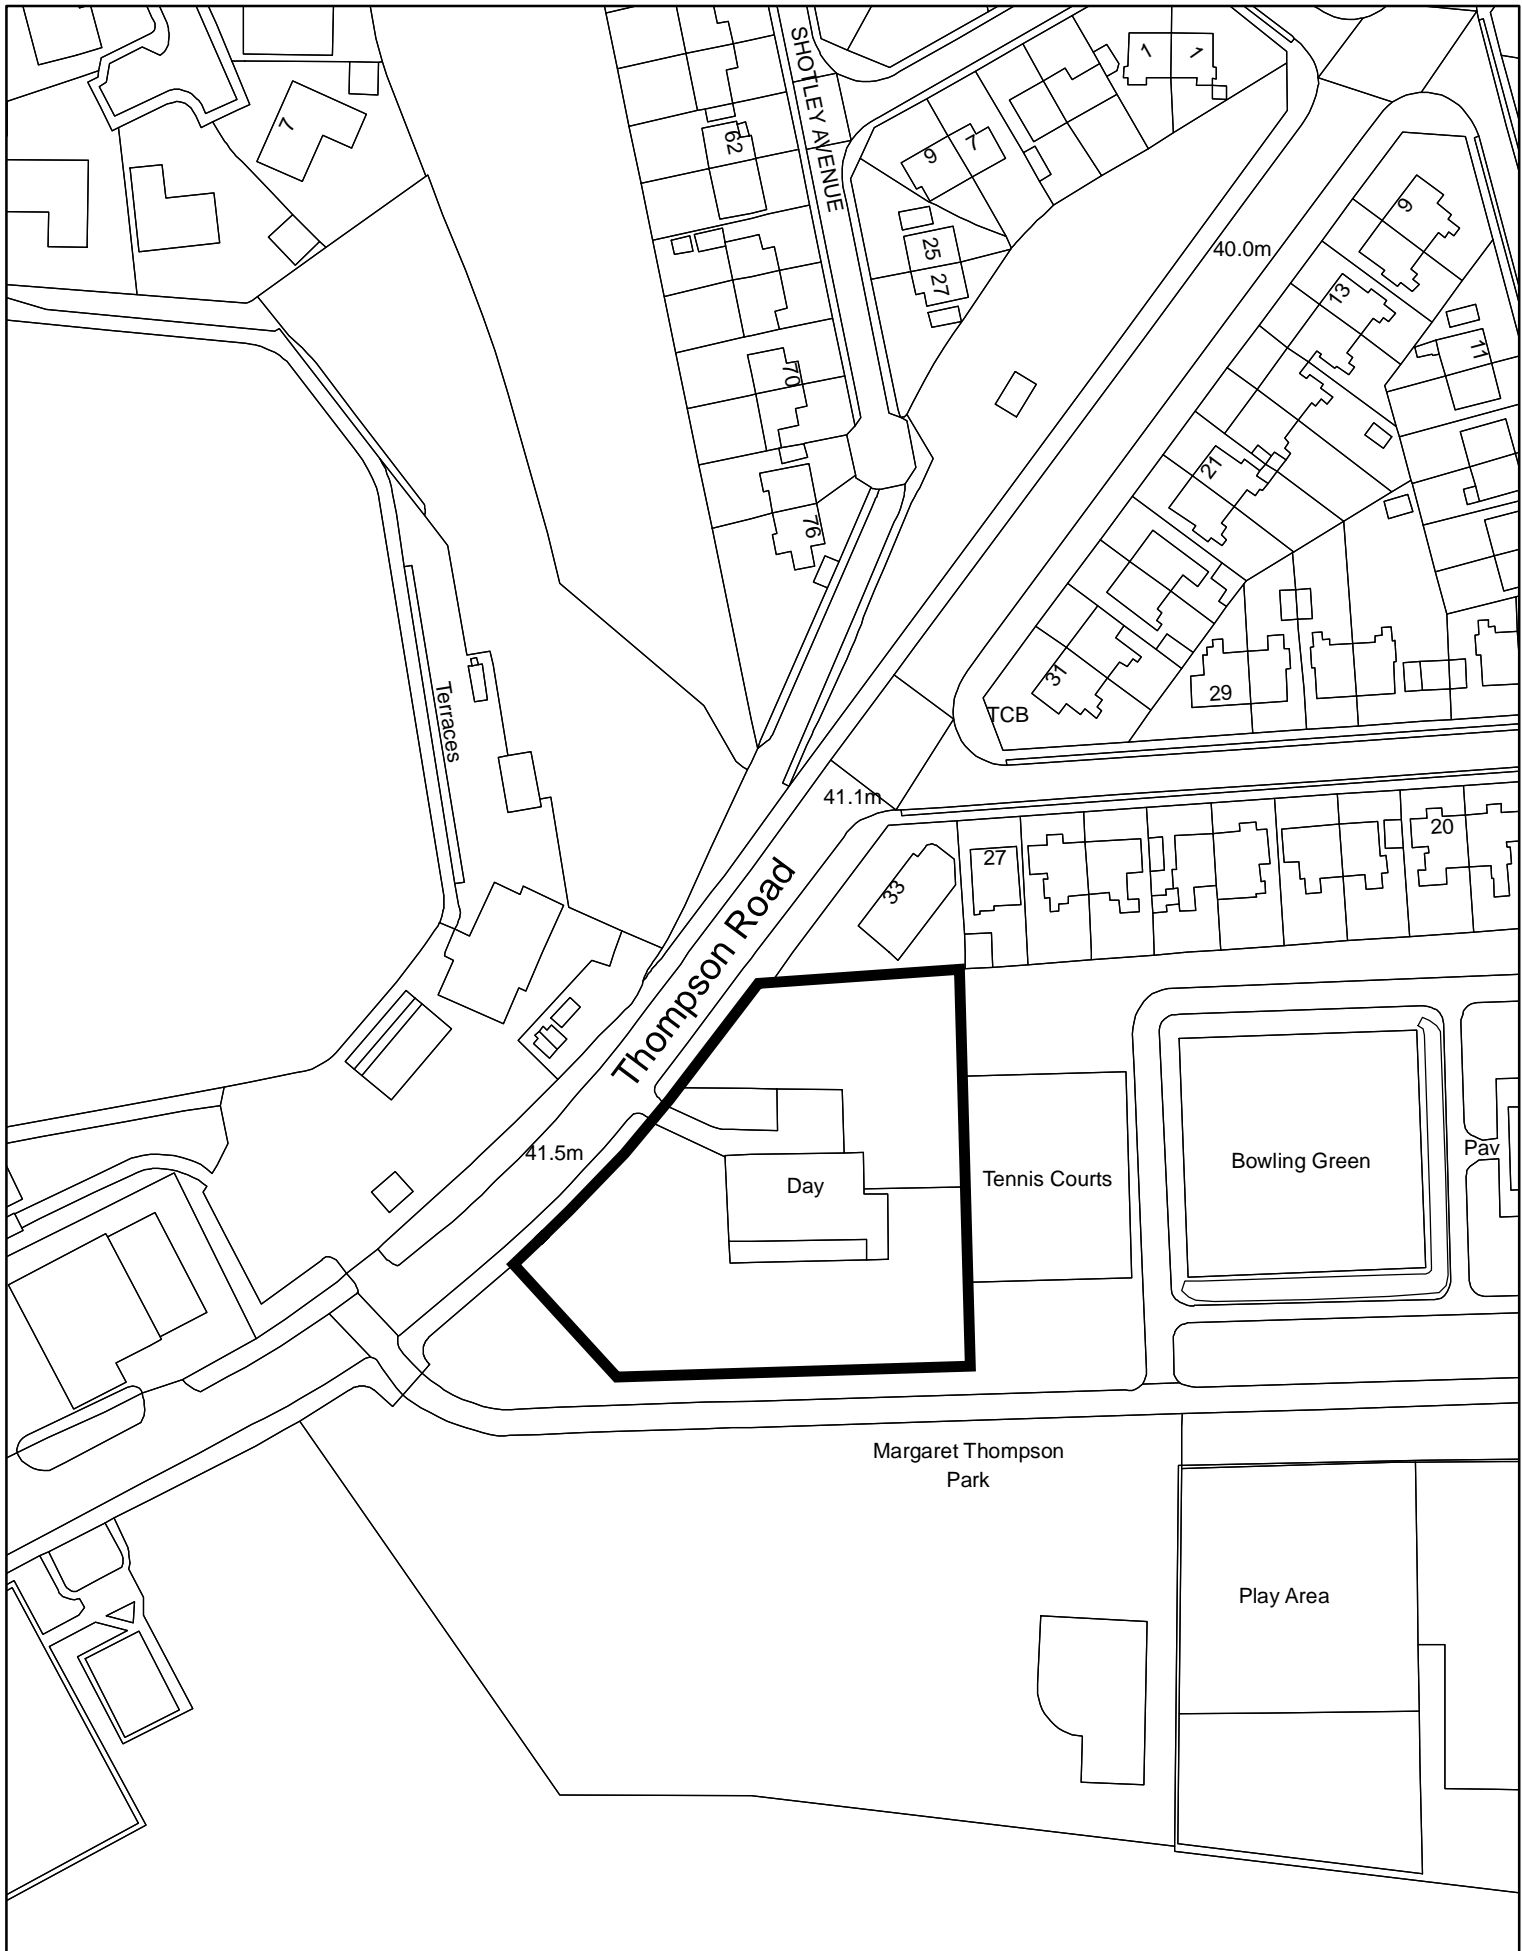 1
1
SHOTLEY AVENUE
7
62
9
7
9
25
27
40.0m
13
11
70
21
76
31
29
TCB
Terraces
41.1m
20
27
33
Thompson Road
41.5m
Pav
Bowling Green
Tennis Courts
Day
Margaret Thompson
Park
Play Area